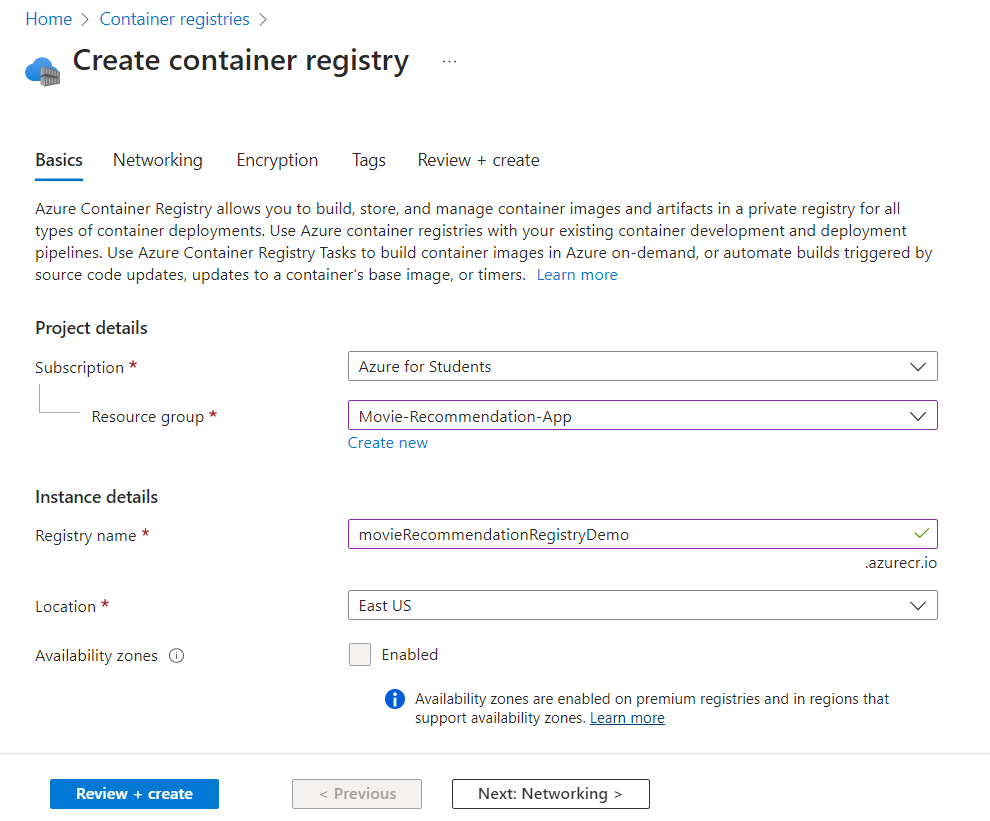 Home > Container registries >
Create container registry ...
Basics Networking Encryption Tags Review + create
Azure Container Registry allows you to build, store, and manage container images and artifacts in a private registry for all
types of container deployments. Use Azure container registries with your existing container development and deployment
pipelines. Use Azure Container Registry Tasks to build container images in Azure on-demand, or automate builds triggered by
source code updates, updates to a container's base image, or timers. Learn more
Project details
Subscription * Azure for Students
Resource group * Movie-Recommendation-App
Create new
Instance details
Registry name * movieRecommendationRegistryDemo
.azurecr.io
Location * East US
Availability zones Enabled
Availability zones are enabled on premium registries and in regions that
support availability zones. Learn more
Review + create < Previous Next: Networking >